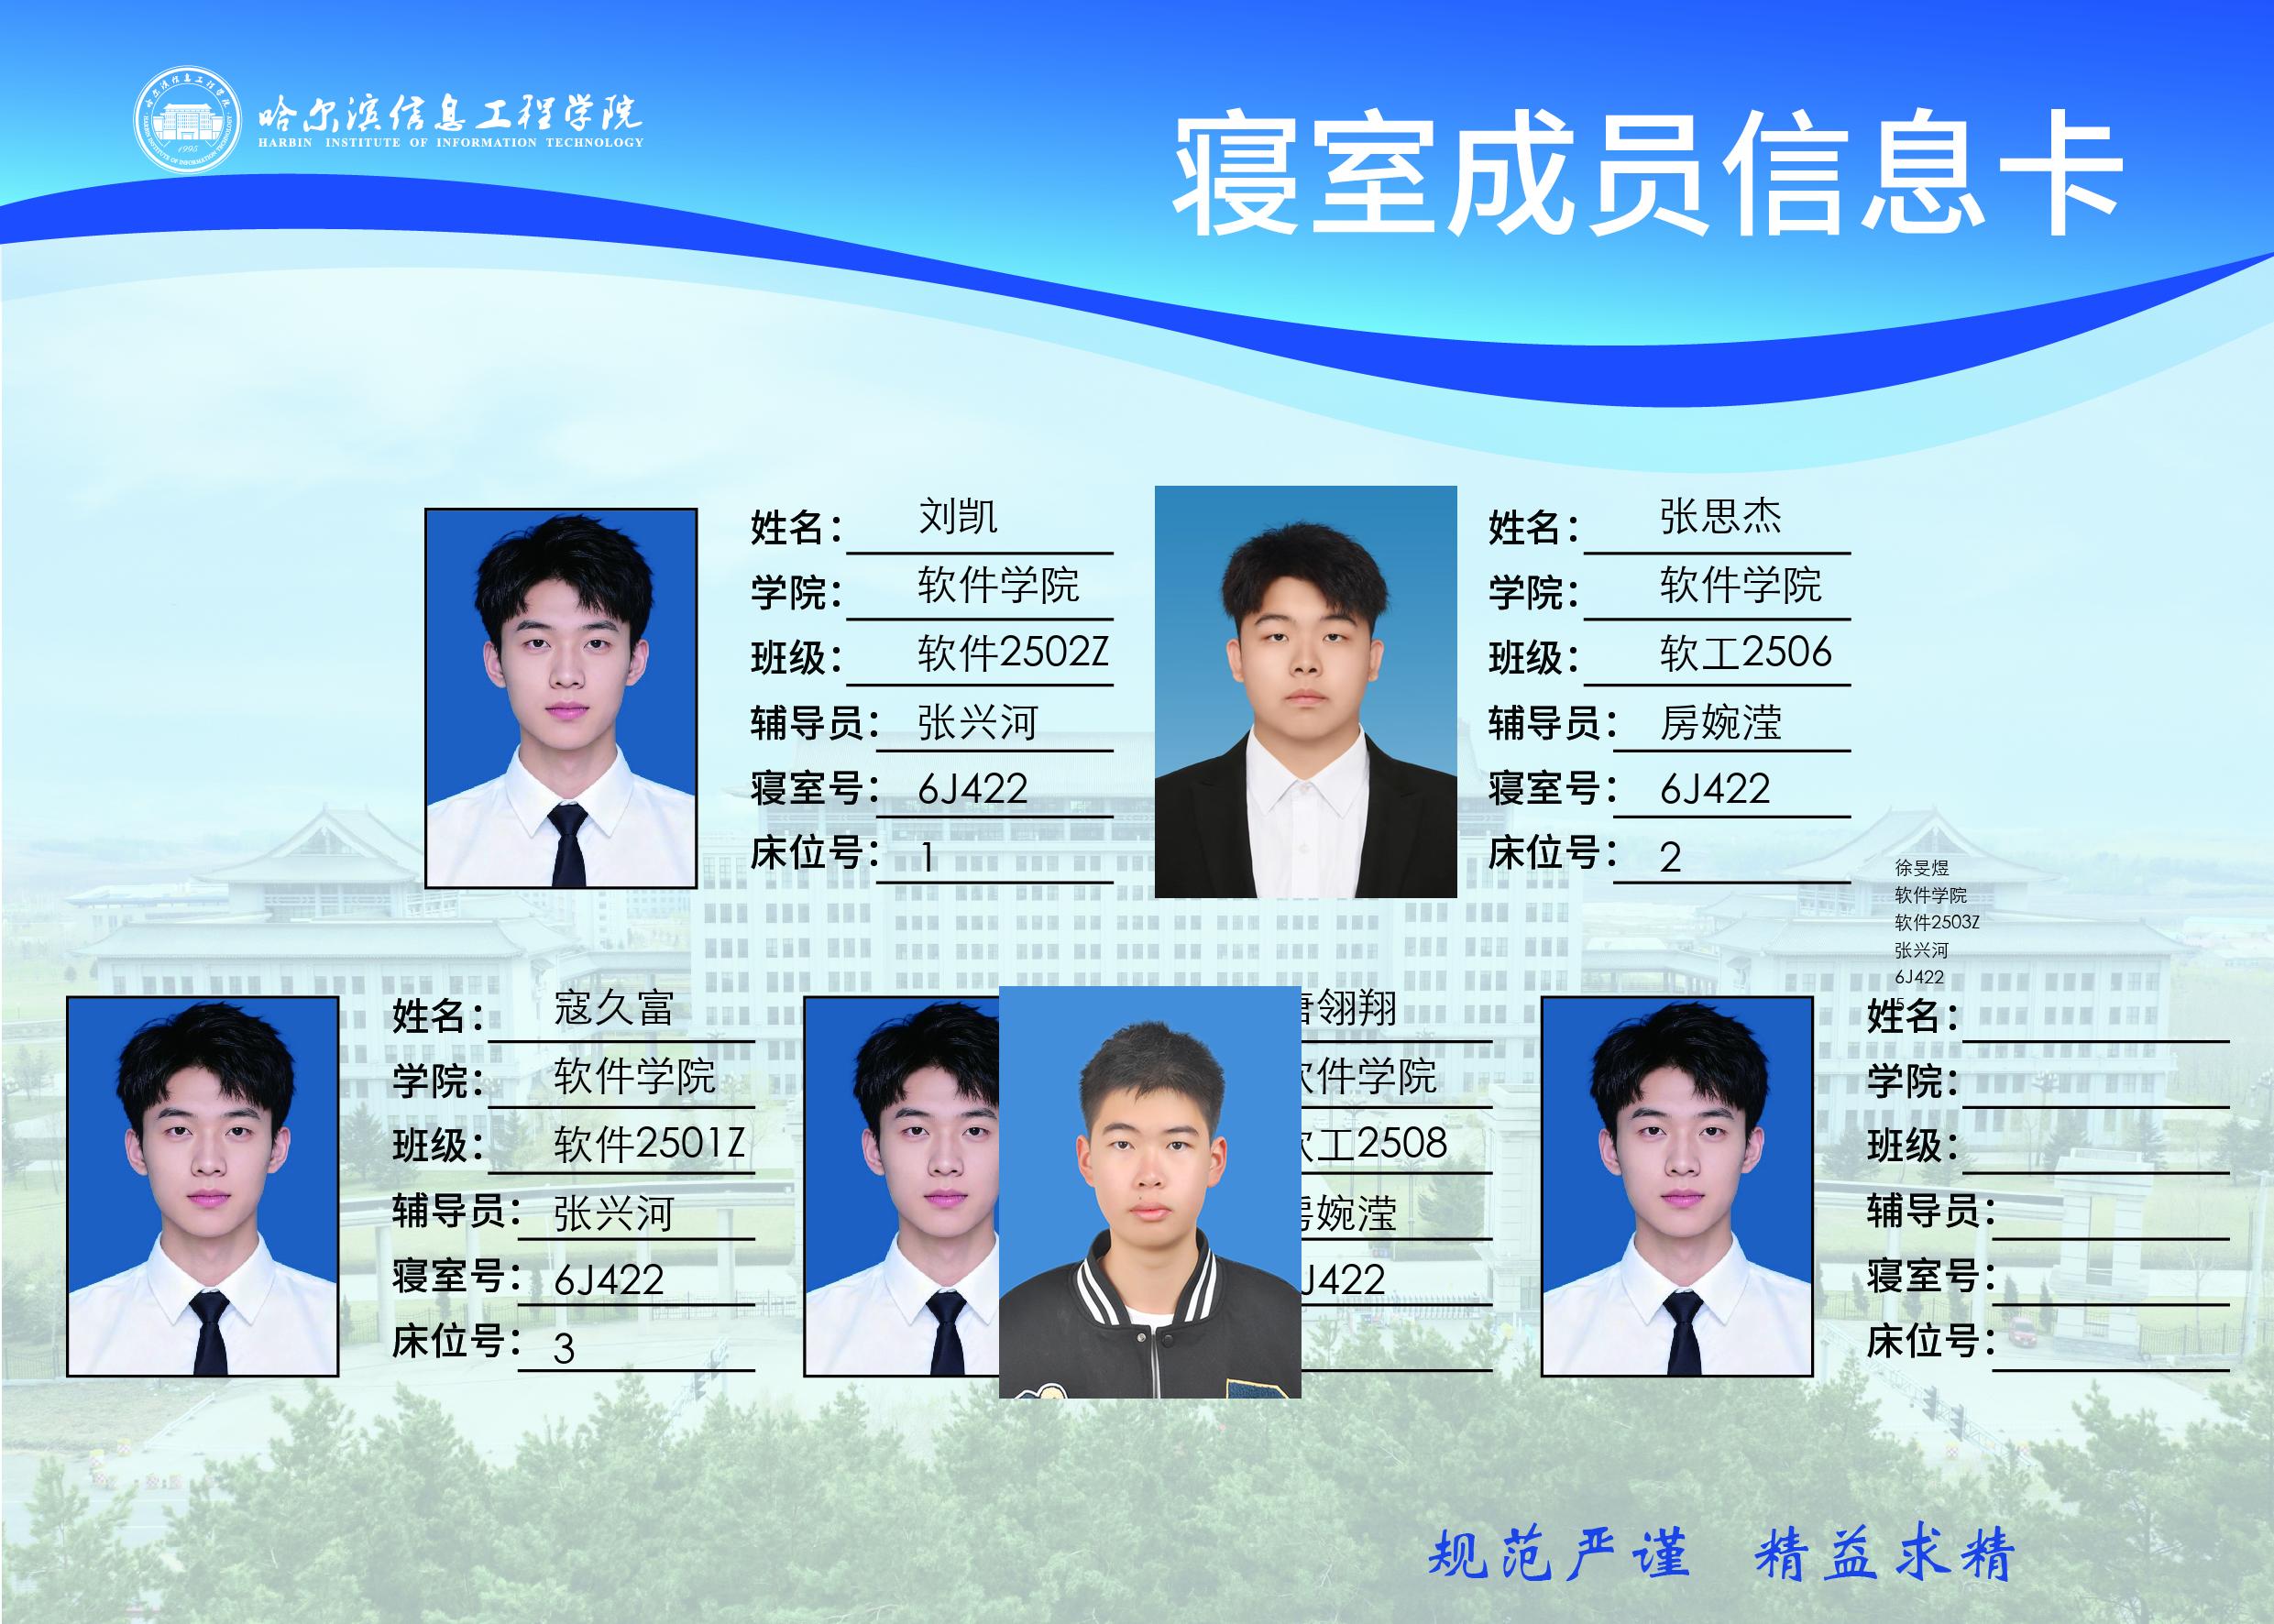 哈尔滨信息工程学院
HARBIN INSTITUTE OF INFORMATION TECHNOLOGY
1995
寝室成员信息卡
姓名: 刘凯
学院: 软件学院
班级: 软件2502Z
辅导员: 张兴河
寝室号: 6J422
床位号: 1
姓名: 张思杰
学院: 软件学院
班级: 软工2506
辅导员: 房婉滢
寝室号: 6J422
床位号: 2
徐旻煜
软件学院
软件2503Z
张兴河
6J422
5
姓名: 寇久富
学院: 软件学院
班级: 软件2501Z
辅导员: 张兴河
寝室号: 6J422
床位号: 3
翎翔
件学院
工2508
婉滢
J422
姓名:
学院:
班级:
辅导员:
寝室号:
床位号:
规范严谨 精益求精